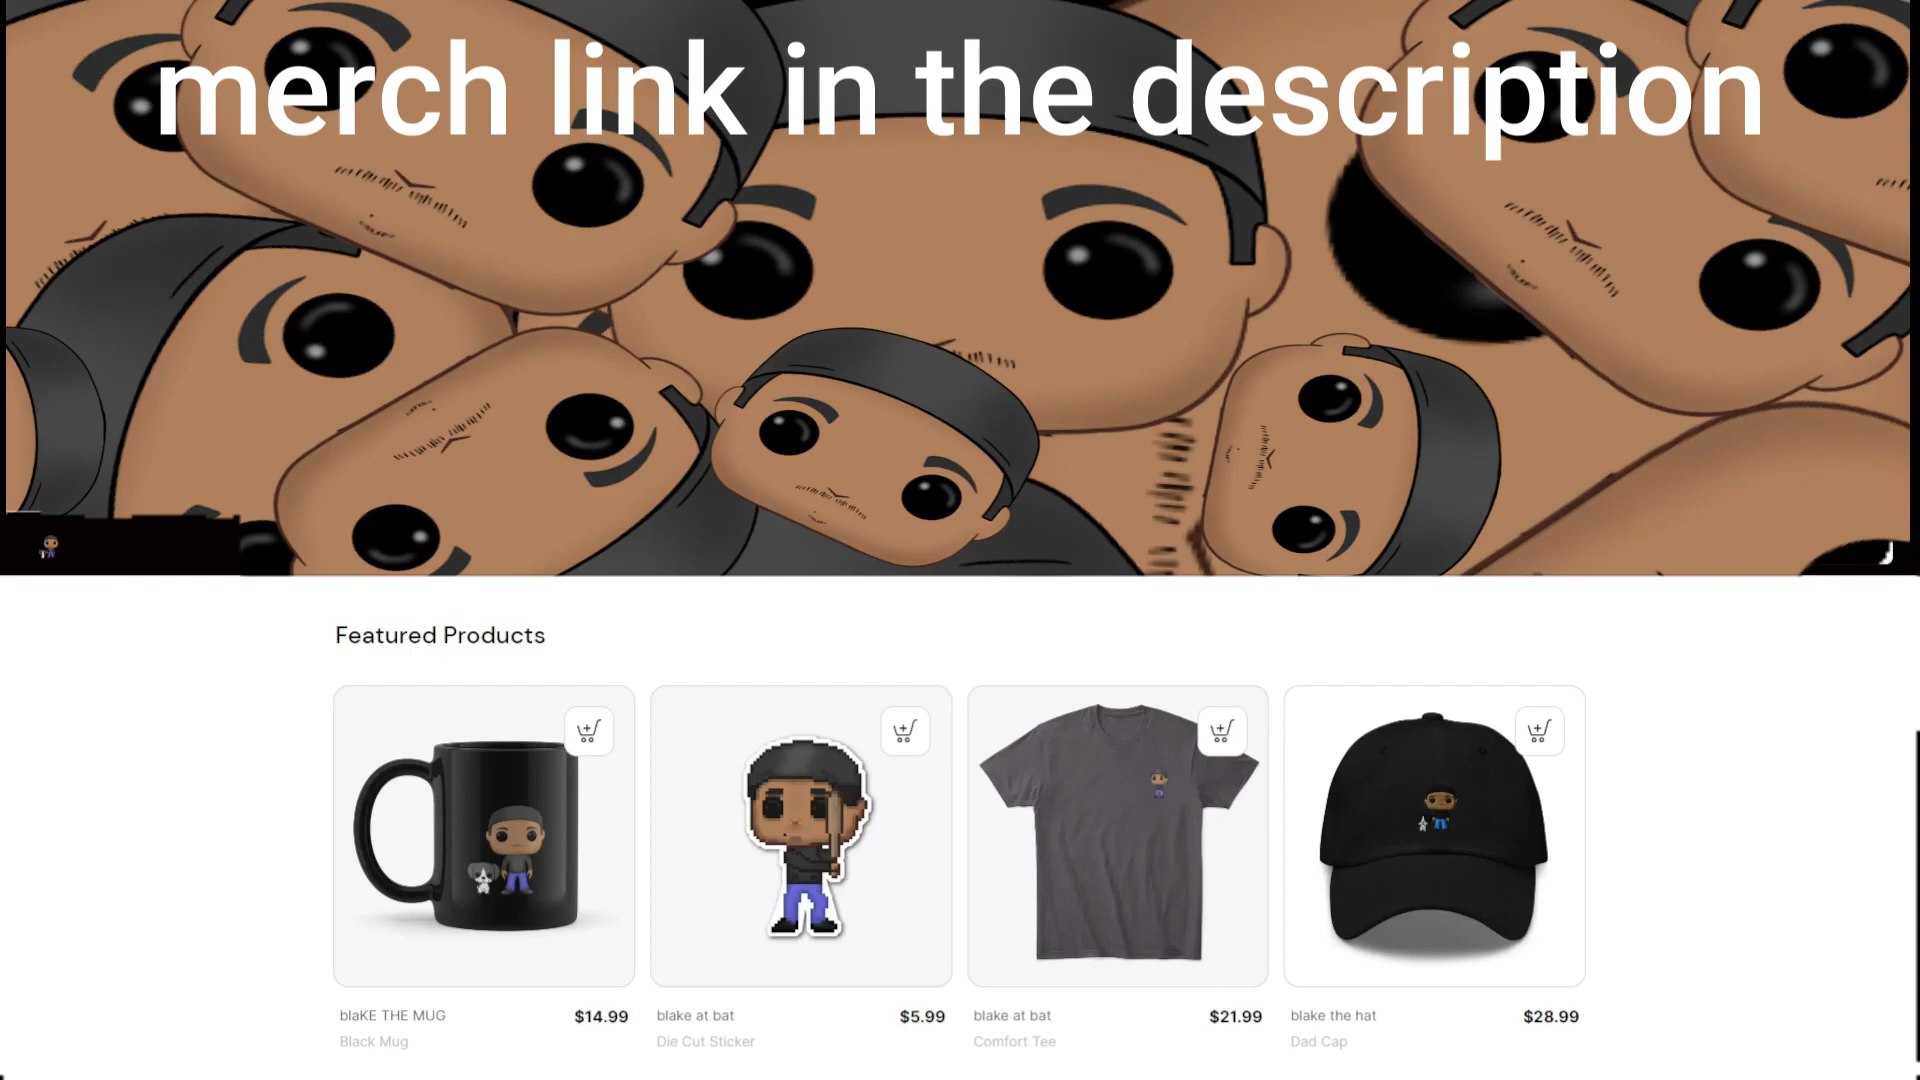 merch link in the description
Featured Products
blaKE THE MUG $14.99
Black Mug
blake at bat $5.99
Die Cut Sticker
blake at bat $21.99
Comfort Tee
blake the hat $28.99
Dad Cap